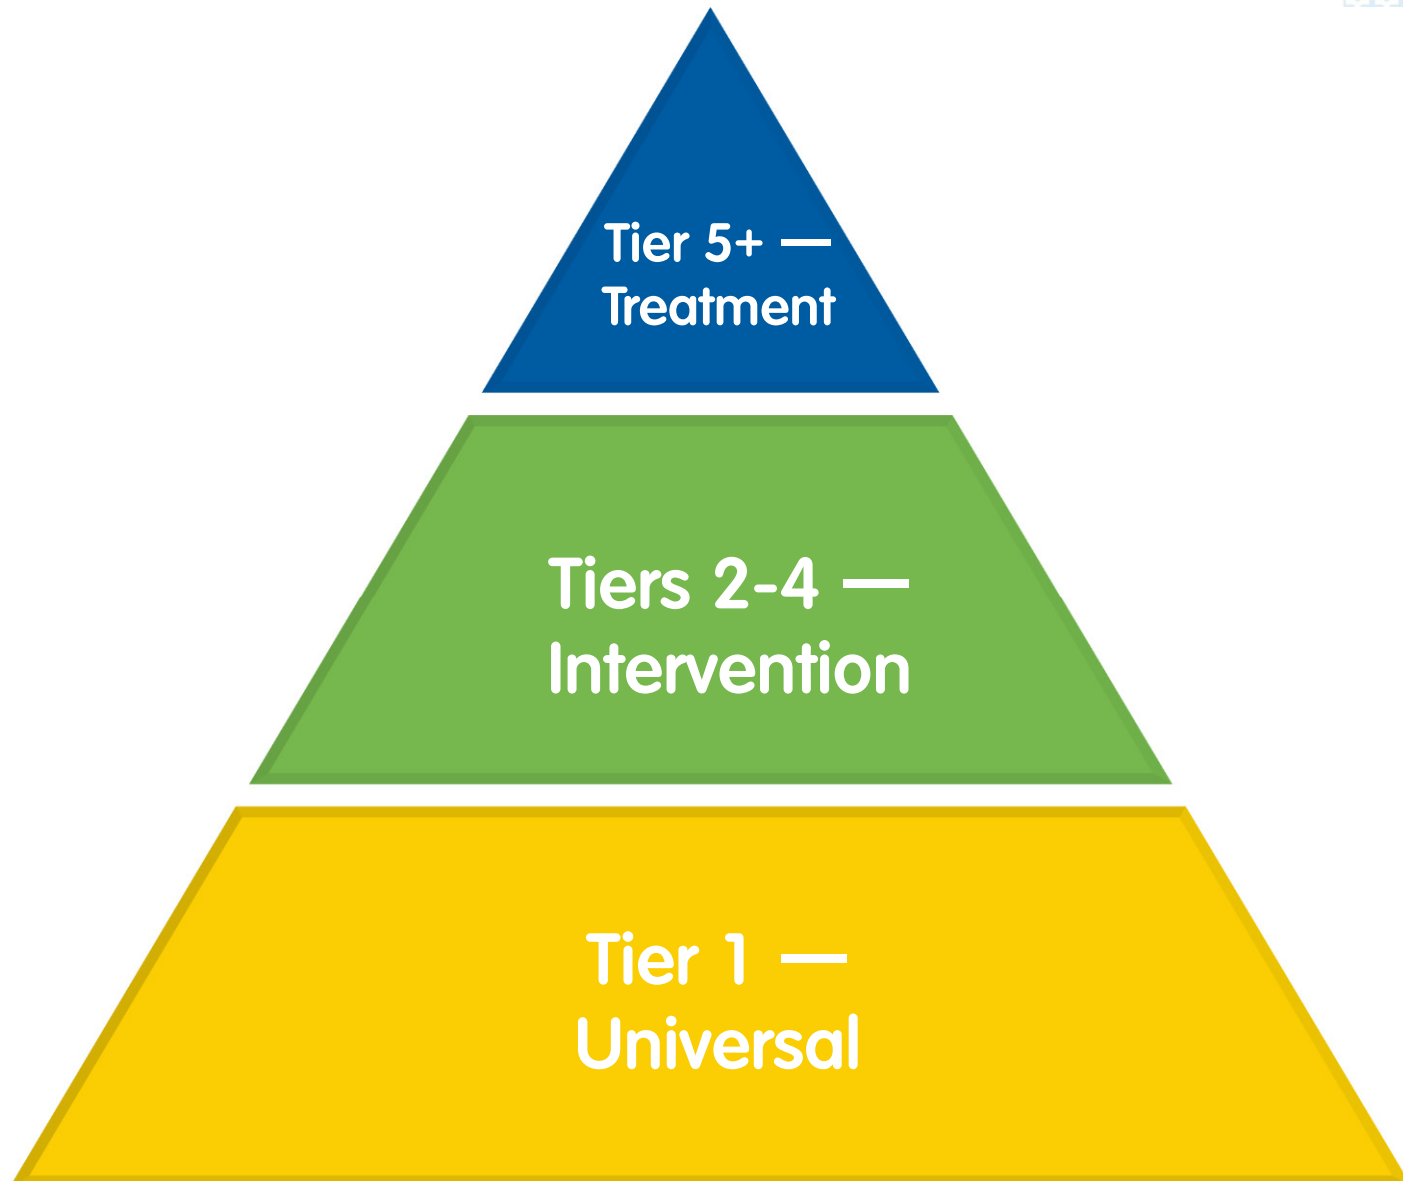 Tier 5+ —
Treatment
Tiers 2-4 —
Intervention
Tier 1 —
Universal